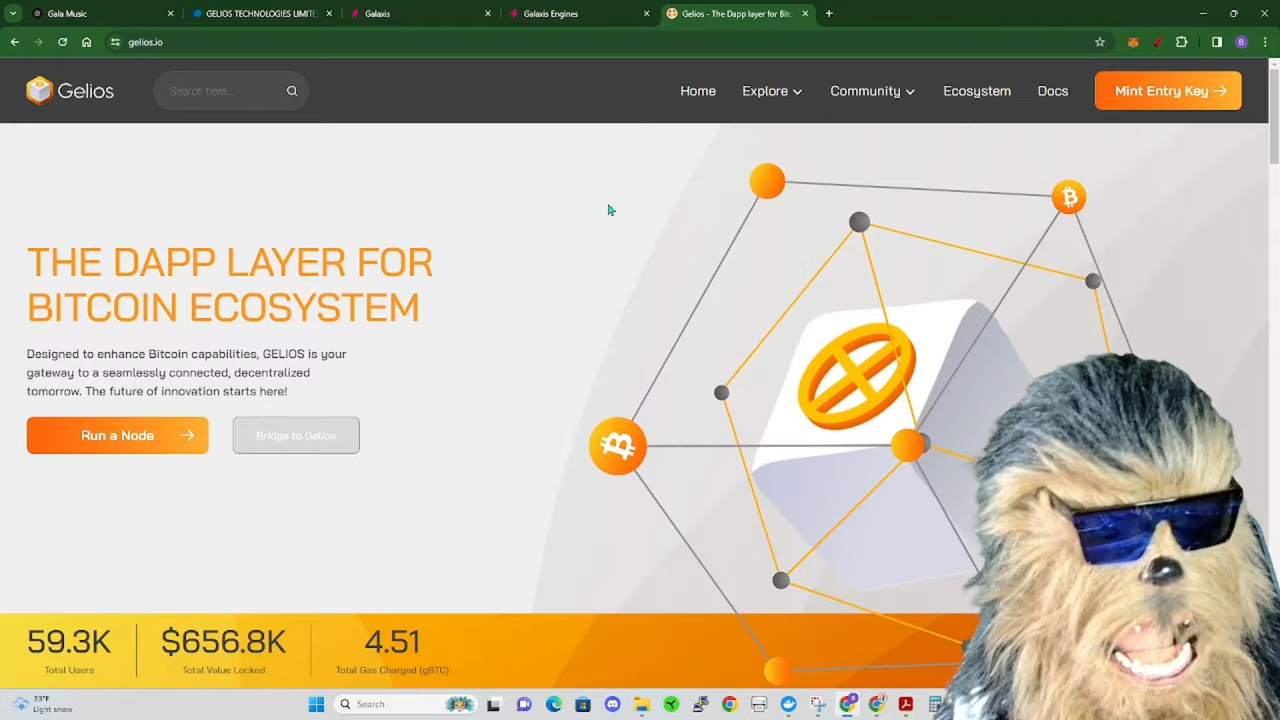 Gala Music
GELIOS TECHNOLOGIES LIMITE
Galaxis
Galaxis Engines
Gelios - The Dapp layer for Bitc
gelios.io
B
Gelios
Search here...
Home
Explore
Community
Ecosystem
Docs
Mint Entry Key
THE DAPP LAYER FOR
BITCOIN ECOSYSTEM
Designed to enhance Bitcoin capabilities, GELIOS is your
gateway to a seamlessly connected, decentralized
tomorrow. The future of innovation starts here!
Run a Node
Bridge to Gelios
59.3K
Total Users
$656.8K
Total Value Locked
4.51
Total Gas Charged (gBTC)
33°F
Light snow
Search